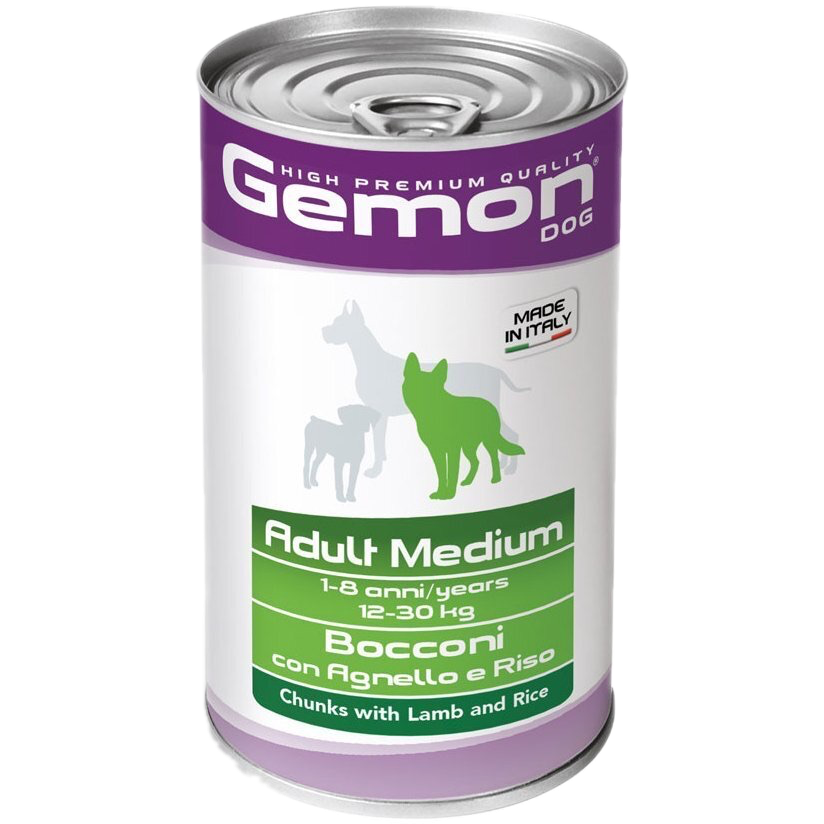 HIGH PREMIUM QUALITY
Gemon®
DOG
MADE
IN ITALY
Adult Medium
1-8 anni/years
12-30 kg
Bocconi
con Agnello e Riso
Chunks with Lamb and Rice